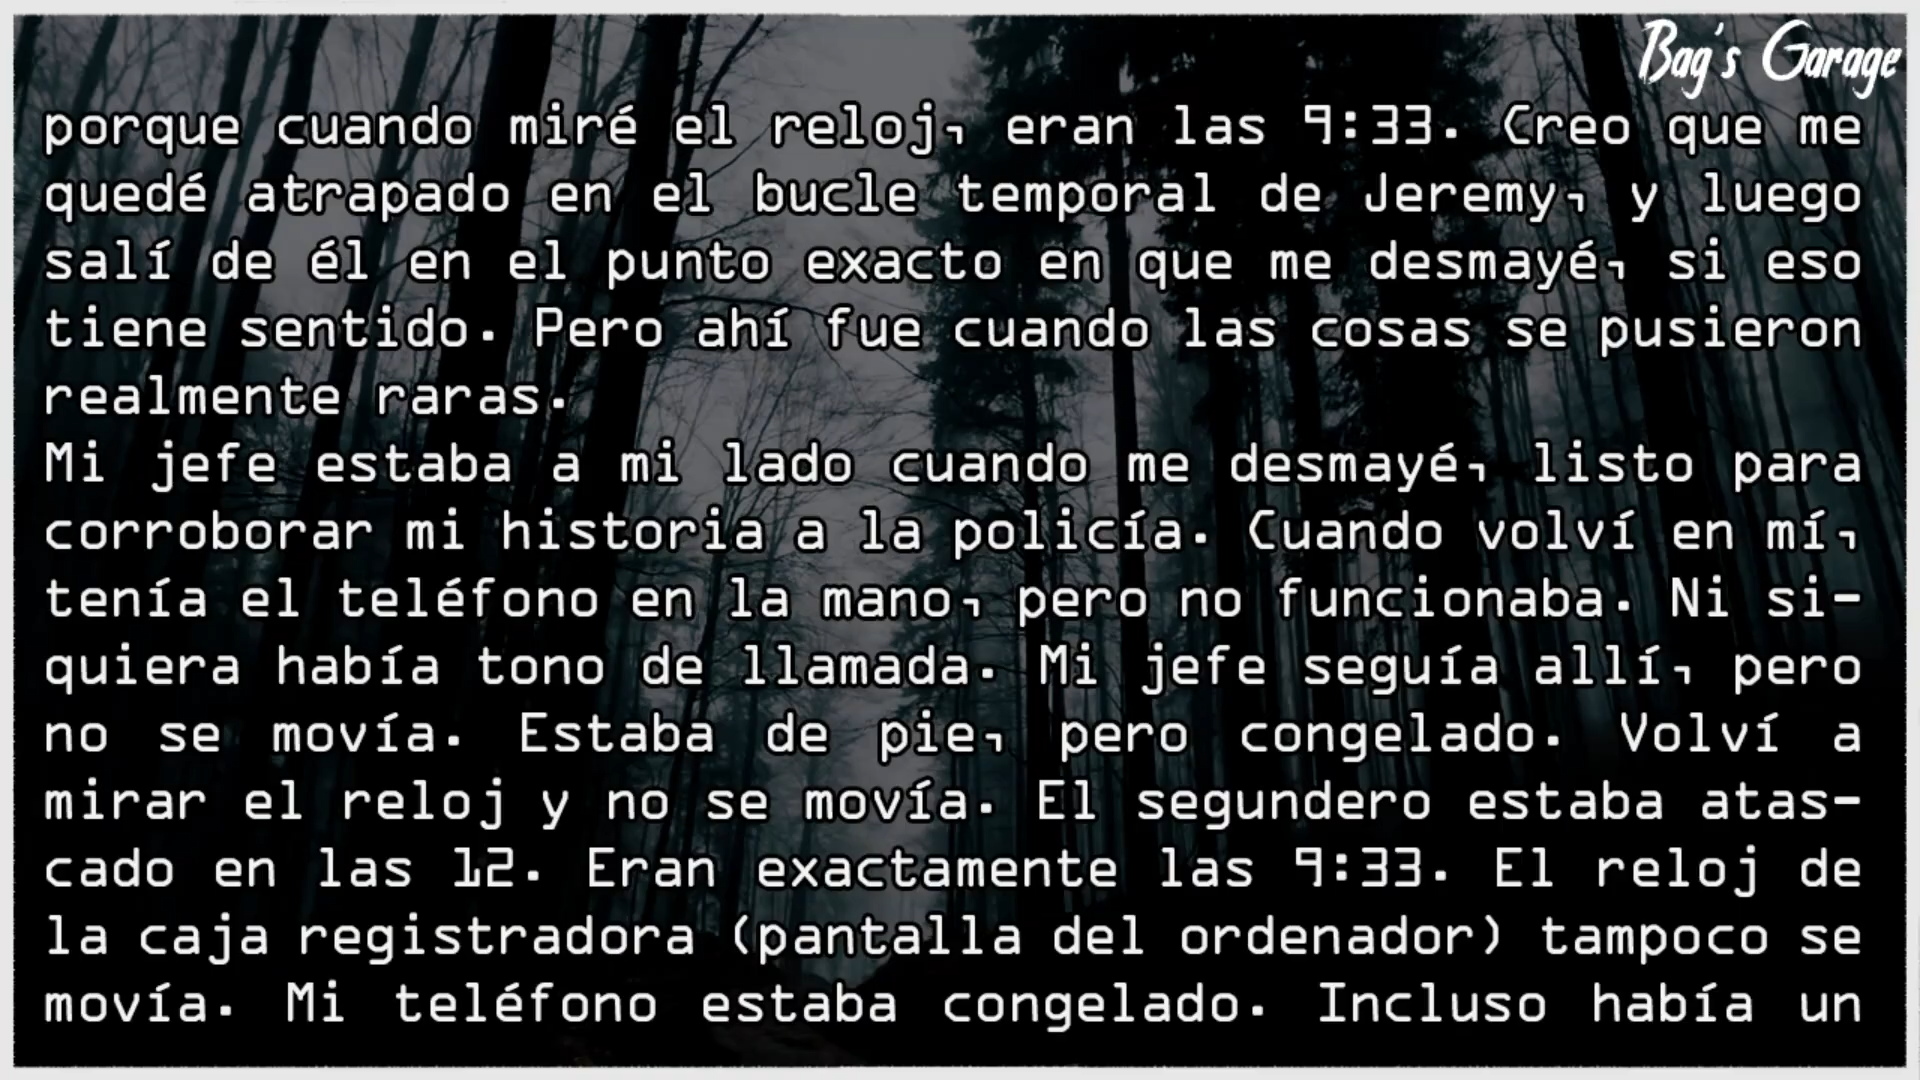 Bag's Garage
porque cuando miré el reloj, eran las 9:33. Creo que me
quedé atrapado en el bucle temporal de Jeremy, y luego
salí de él en el punto exacto en que me desmayé, si eso
tiene sentido. Pero ahí fue cuando las cosas se pusieron
realmente raras.
Mi jefe estaba a mi lado cuando me desmayé, listo para
corroborar mi historia a la policía. Cuando volví en mí,
tenía el teléfono en la mano, pero no funcionaba. Ni si-
quiera había tono de llamada. Mi jefe seguía allí, pero
no se movía. Estaba de pie, pero congelado. Volví a
mirar el reloj y no se movía. El segundero estaba atas-
cado en las 12. Eran exactamente las 9:33. El reloj de
la caja registradora (pantalla del ordenador) tampoco se
movía. Mi teléfono estaba congelado. Incluso había un